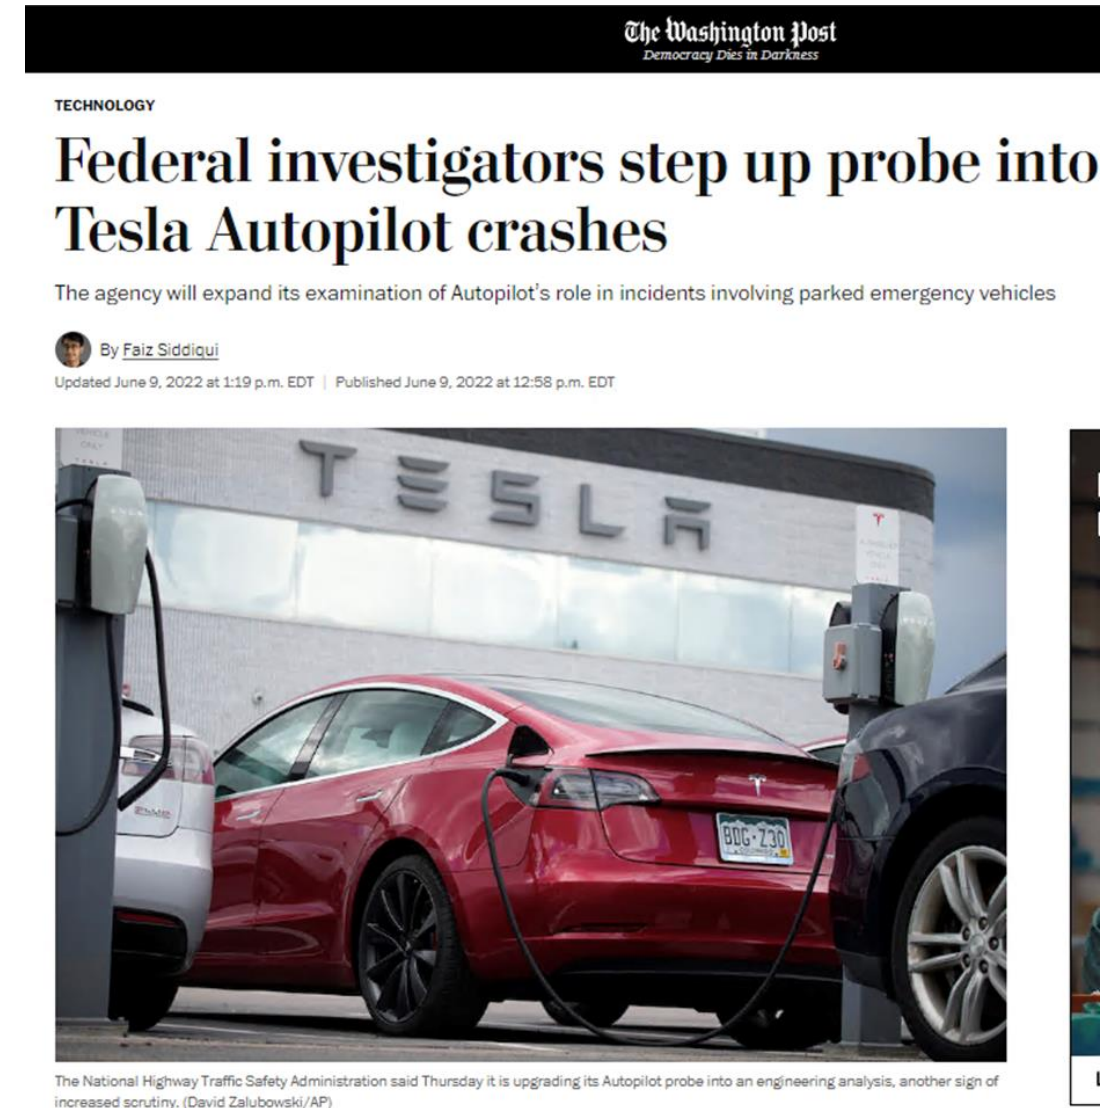 The Washington Post
Democracy Dies in Darkness
TECHNOLOGY
Federal investigators step up probe into
Tesla Autopilot crashes
The agency will expand its examination of Autopilot's role in incidents involving parked emergency vehicles
By Faiz Siddiqui
Updated June 9, 2022 at 1:19 p.m. EDT | Published June 9, 2022 at 12:58 p.m. EDT
VEHICLE
ONLY
TESLA
TESLA
BDG·Z30
COLORADO
The National Highway Traffic Safety Administration said Thursday it is upgrading its Autopilot probe into an engineering analysis, another sign of
increased scrutiny. (David Zalubowski/AP)